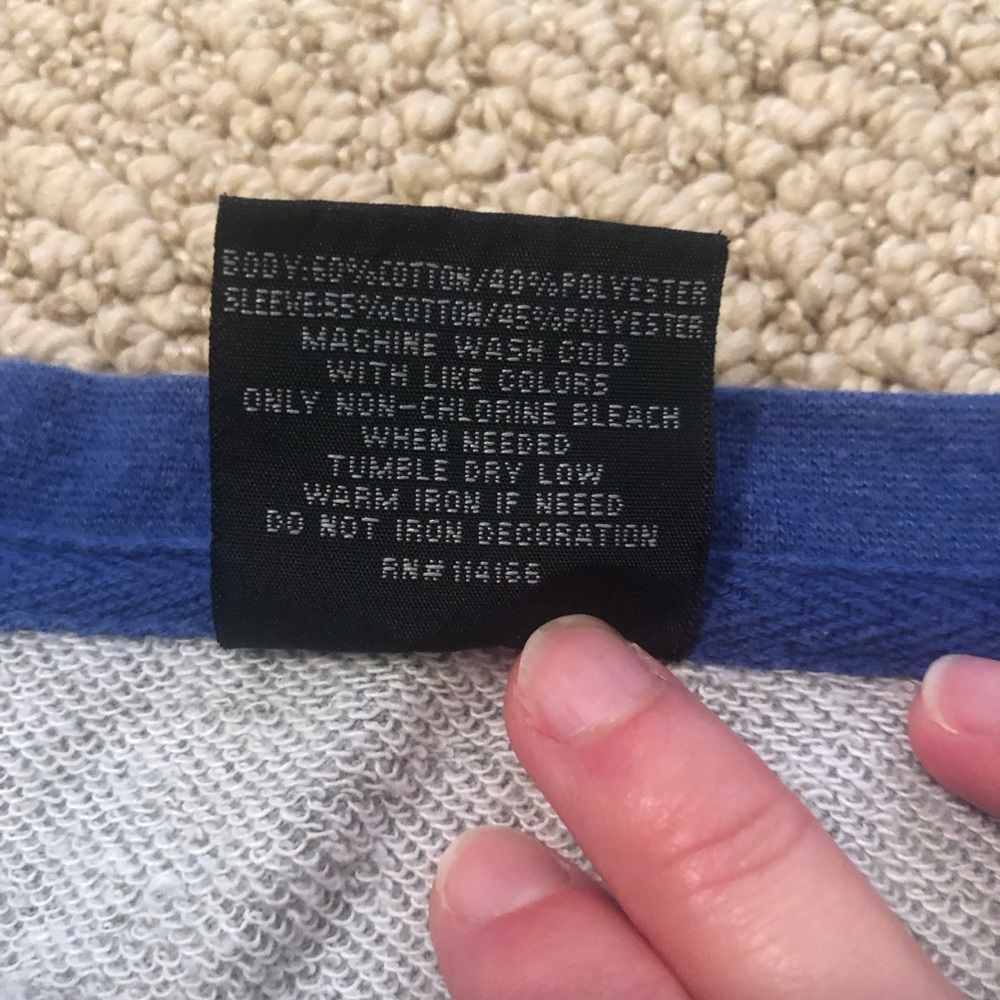 BODY:60%COTTON/40%POLYESTER
SLEEVE:55%COTTON/45%POLYESTER
MACHINE WASH COLD
WITH LIKE COLORS
ONLY NON-CHLORINE BLEACH
WHEN NEEDED
TUMBLE DRY LOW
WARM IRON IF NEEED
DO NOT IRON DECORATION
RN# 114166